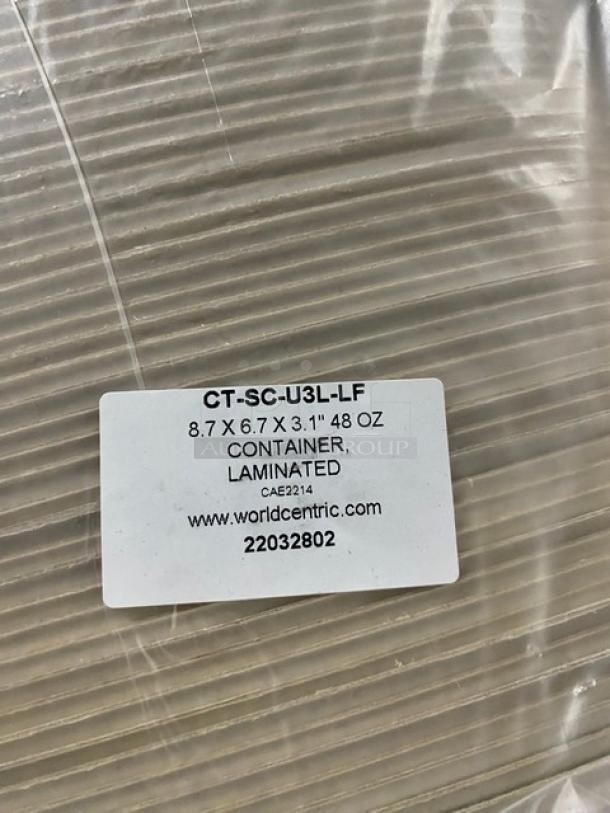 CT-SC-U3L-LF
8.7 X 6.7 X 3.1" 48 OZ
CONTAINER,
LAMINATED
CAE2214
www.worldcentric.com
22032802
GROUP